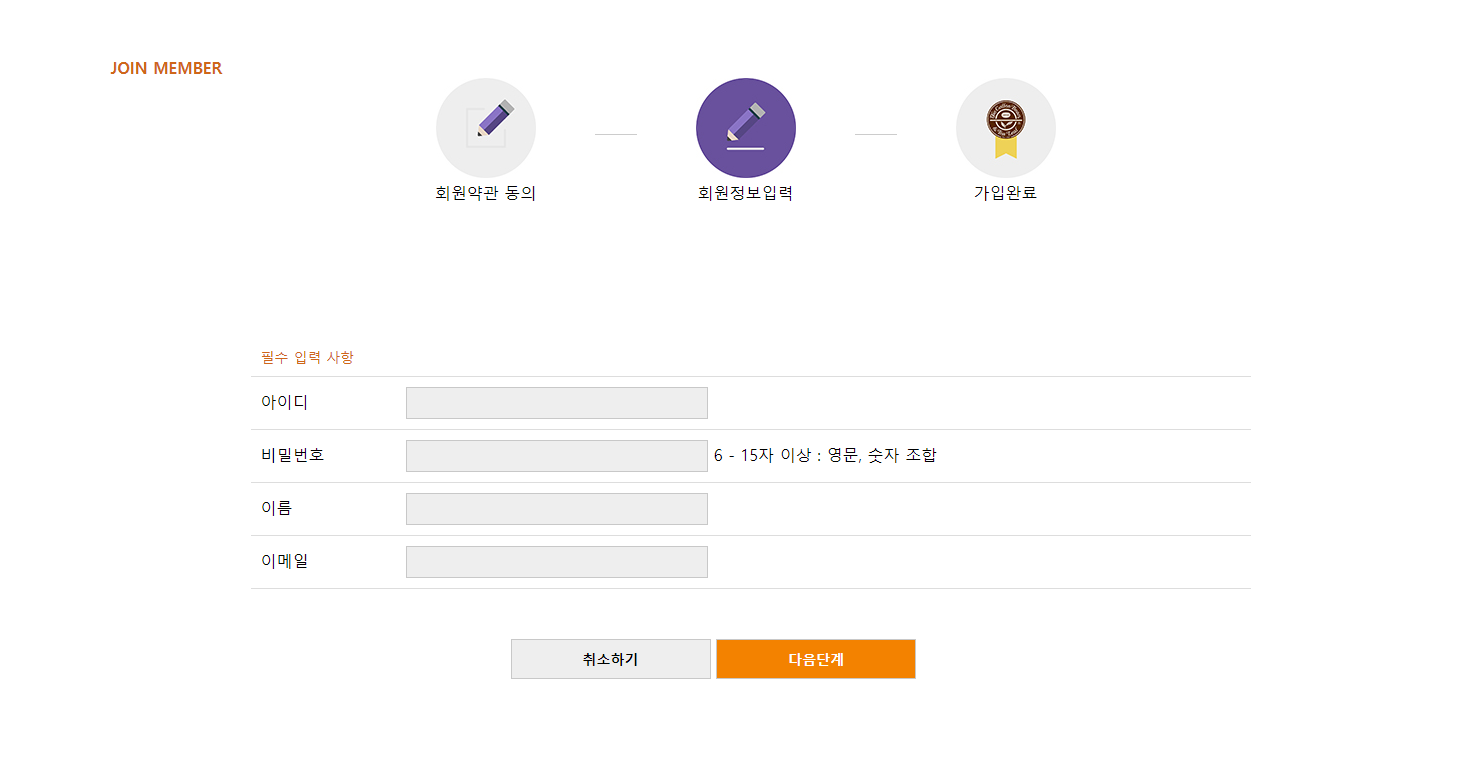 JOIN MEMBER
회원약관 동의
회원정보입력
가입완료
필수 입력 사항
아이디
비밀번호 6 - 15자 이상 : 영문, 숫자 조합
이름
이메일
취소하기 다음단계